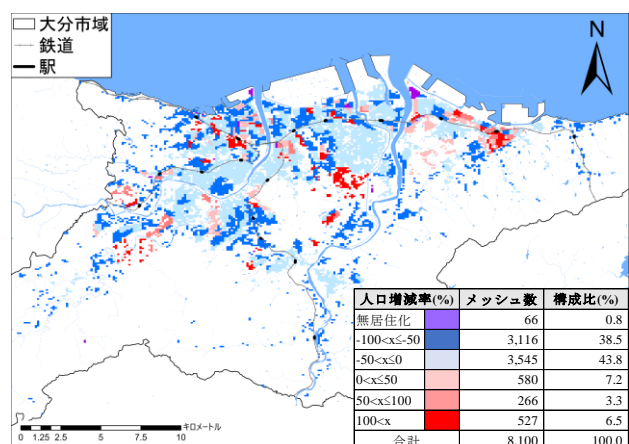 大分市域
鉄道
駅
N
人口増減率(%) メッシュ数 構成比(%)
無居住化 66 0.8
-100<x≤-50 3,116 38.5
-50<x≤0 3,545 43.8
0<x≤50 580 7.2
50<x≤100 266 3.3
100<x 527 6.5
合計 8,100 100.0
0 1.25 2.5 5 7.5 10 キロメートル